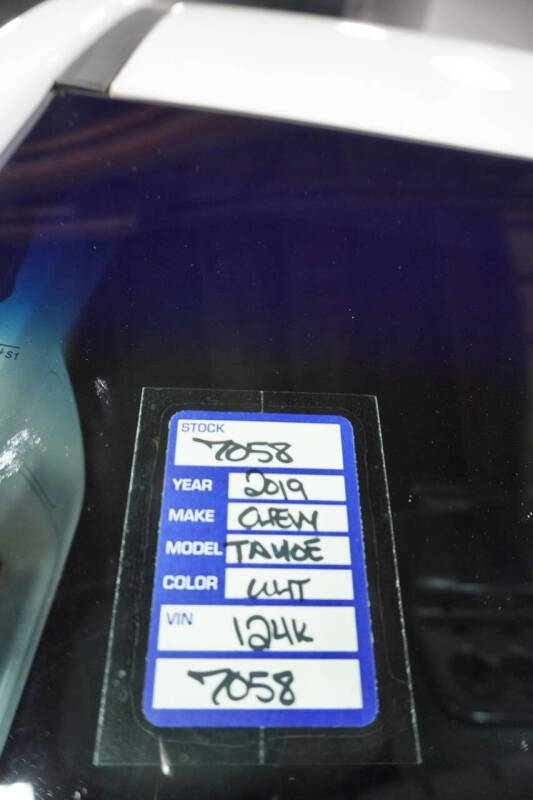 STOCK
7058
YEAR 2019
MAKE CHEVY
MODEL TAHOE
COLOR WHT
VIN
124K
7058